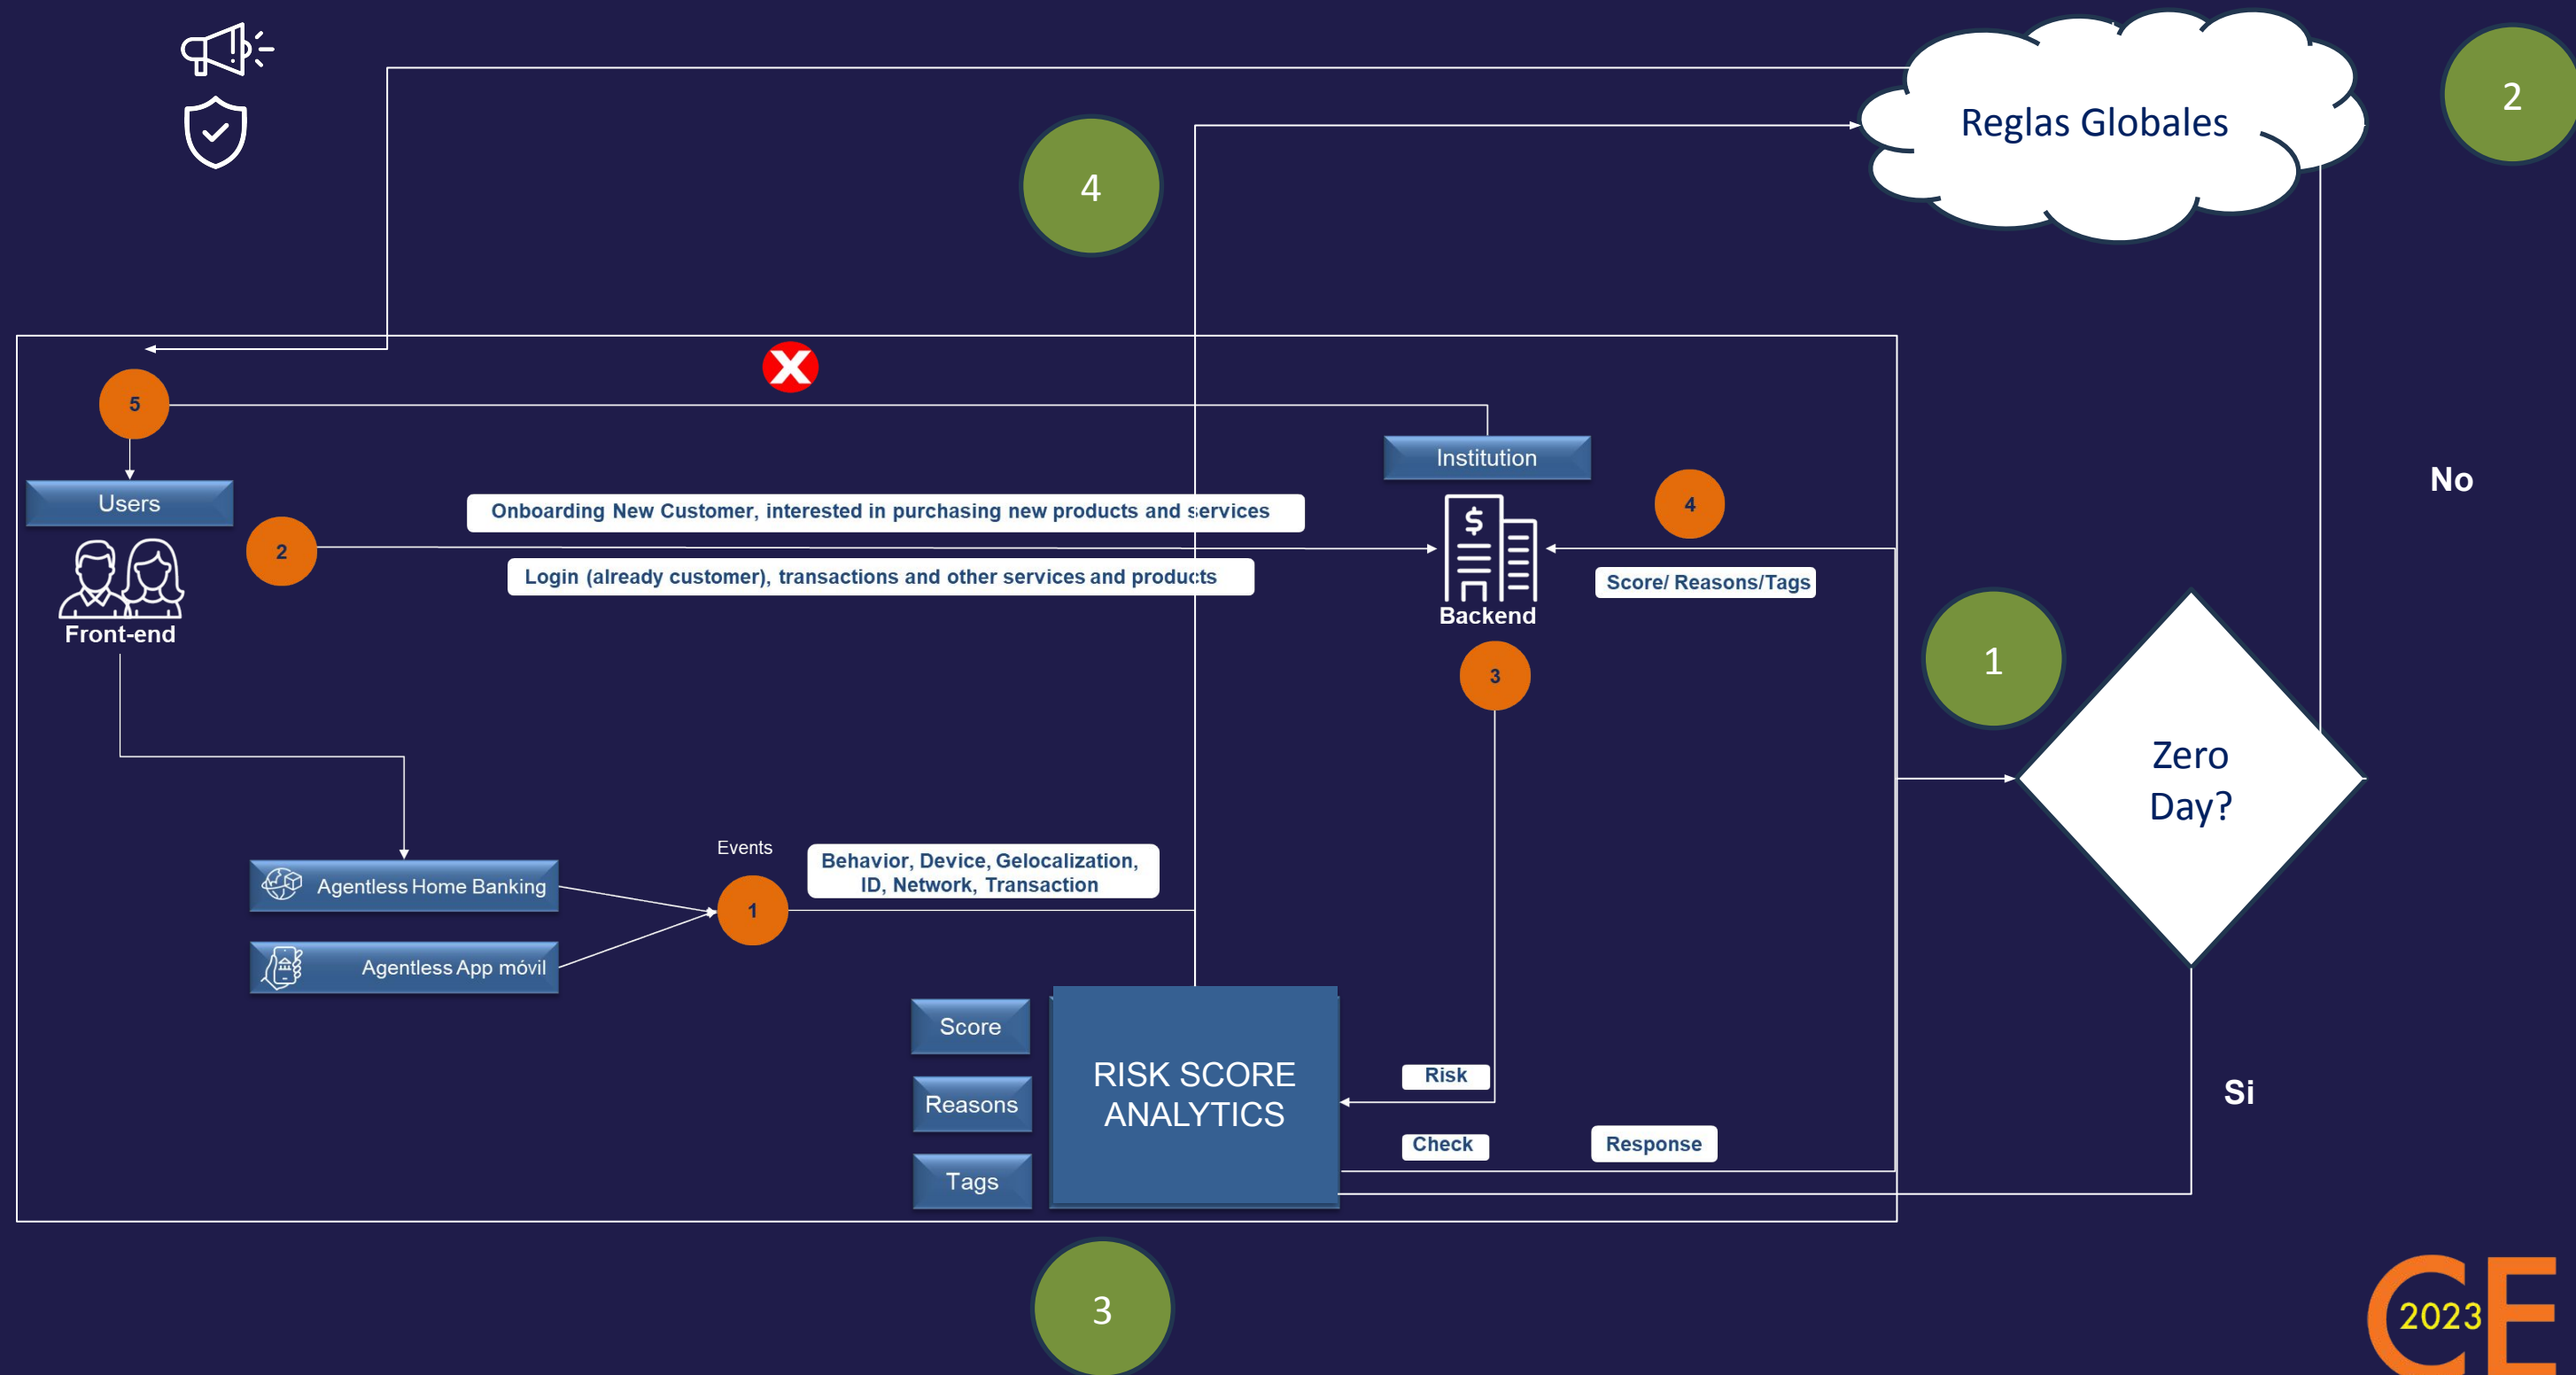 Reglas Globales
2
4
5
Institution
Users
4
Onboarding New Customer, interested in purchasing new products and services
$
2
Login (already customer), transactions and other services and products
Score/ Reasons/Tags
Backend
Front-end
No
1
3
Zero
Day?
Events
Behavior, Device, Gelocalization,
ID, Network, Transaction
Agentless Home Banking
1
Agentless App móvil
Score
RISK SCORE
ANALYTICS
Reasons
Tags
Risk
Check
Response
Si
3
CE
2023